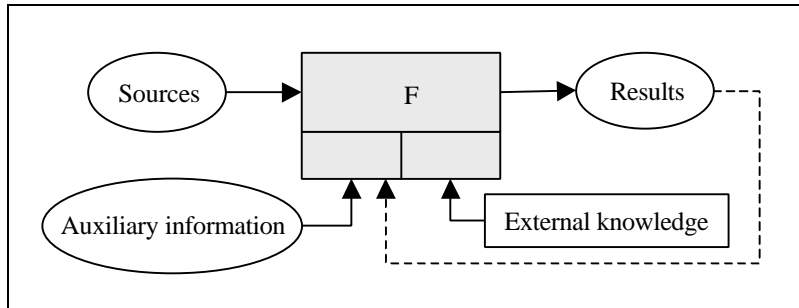 Sources
F
Results
Auxiliary information
External knowledge